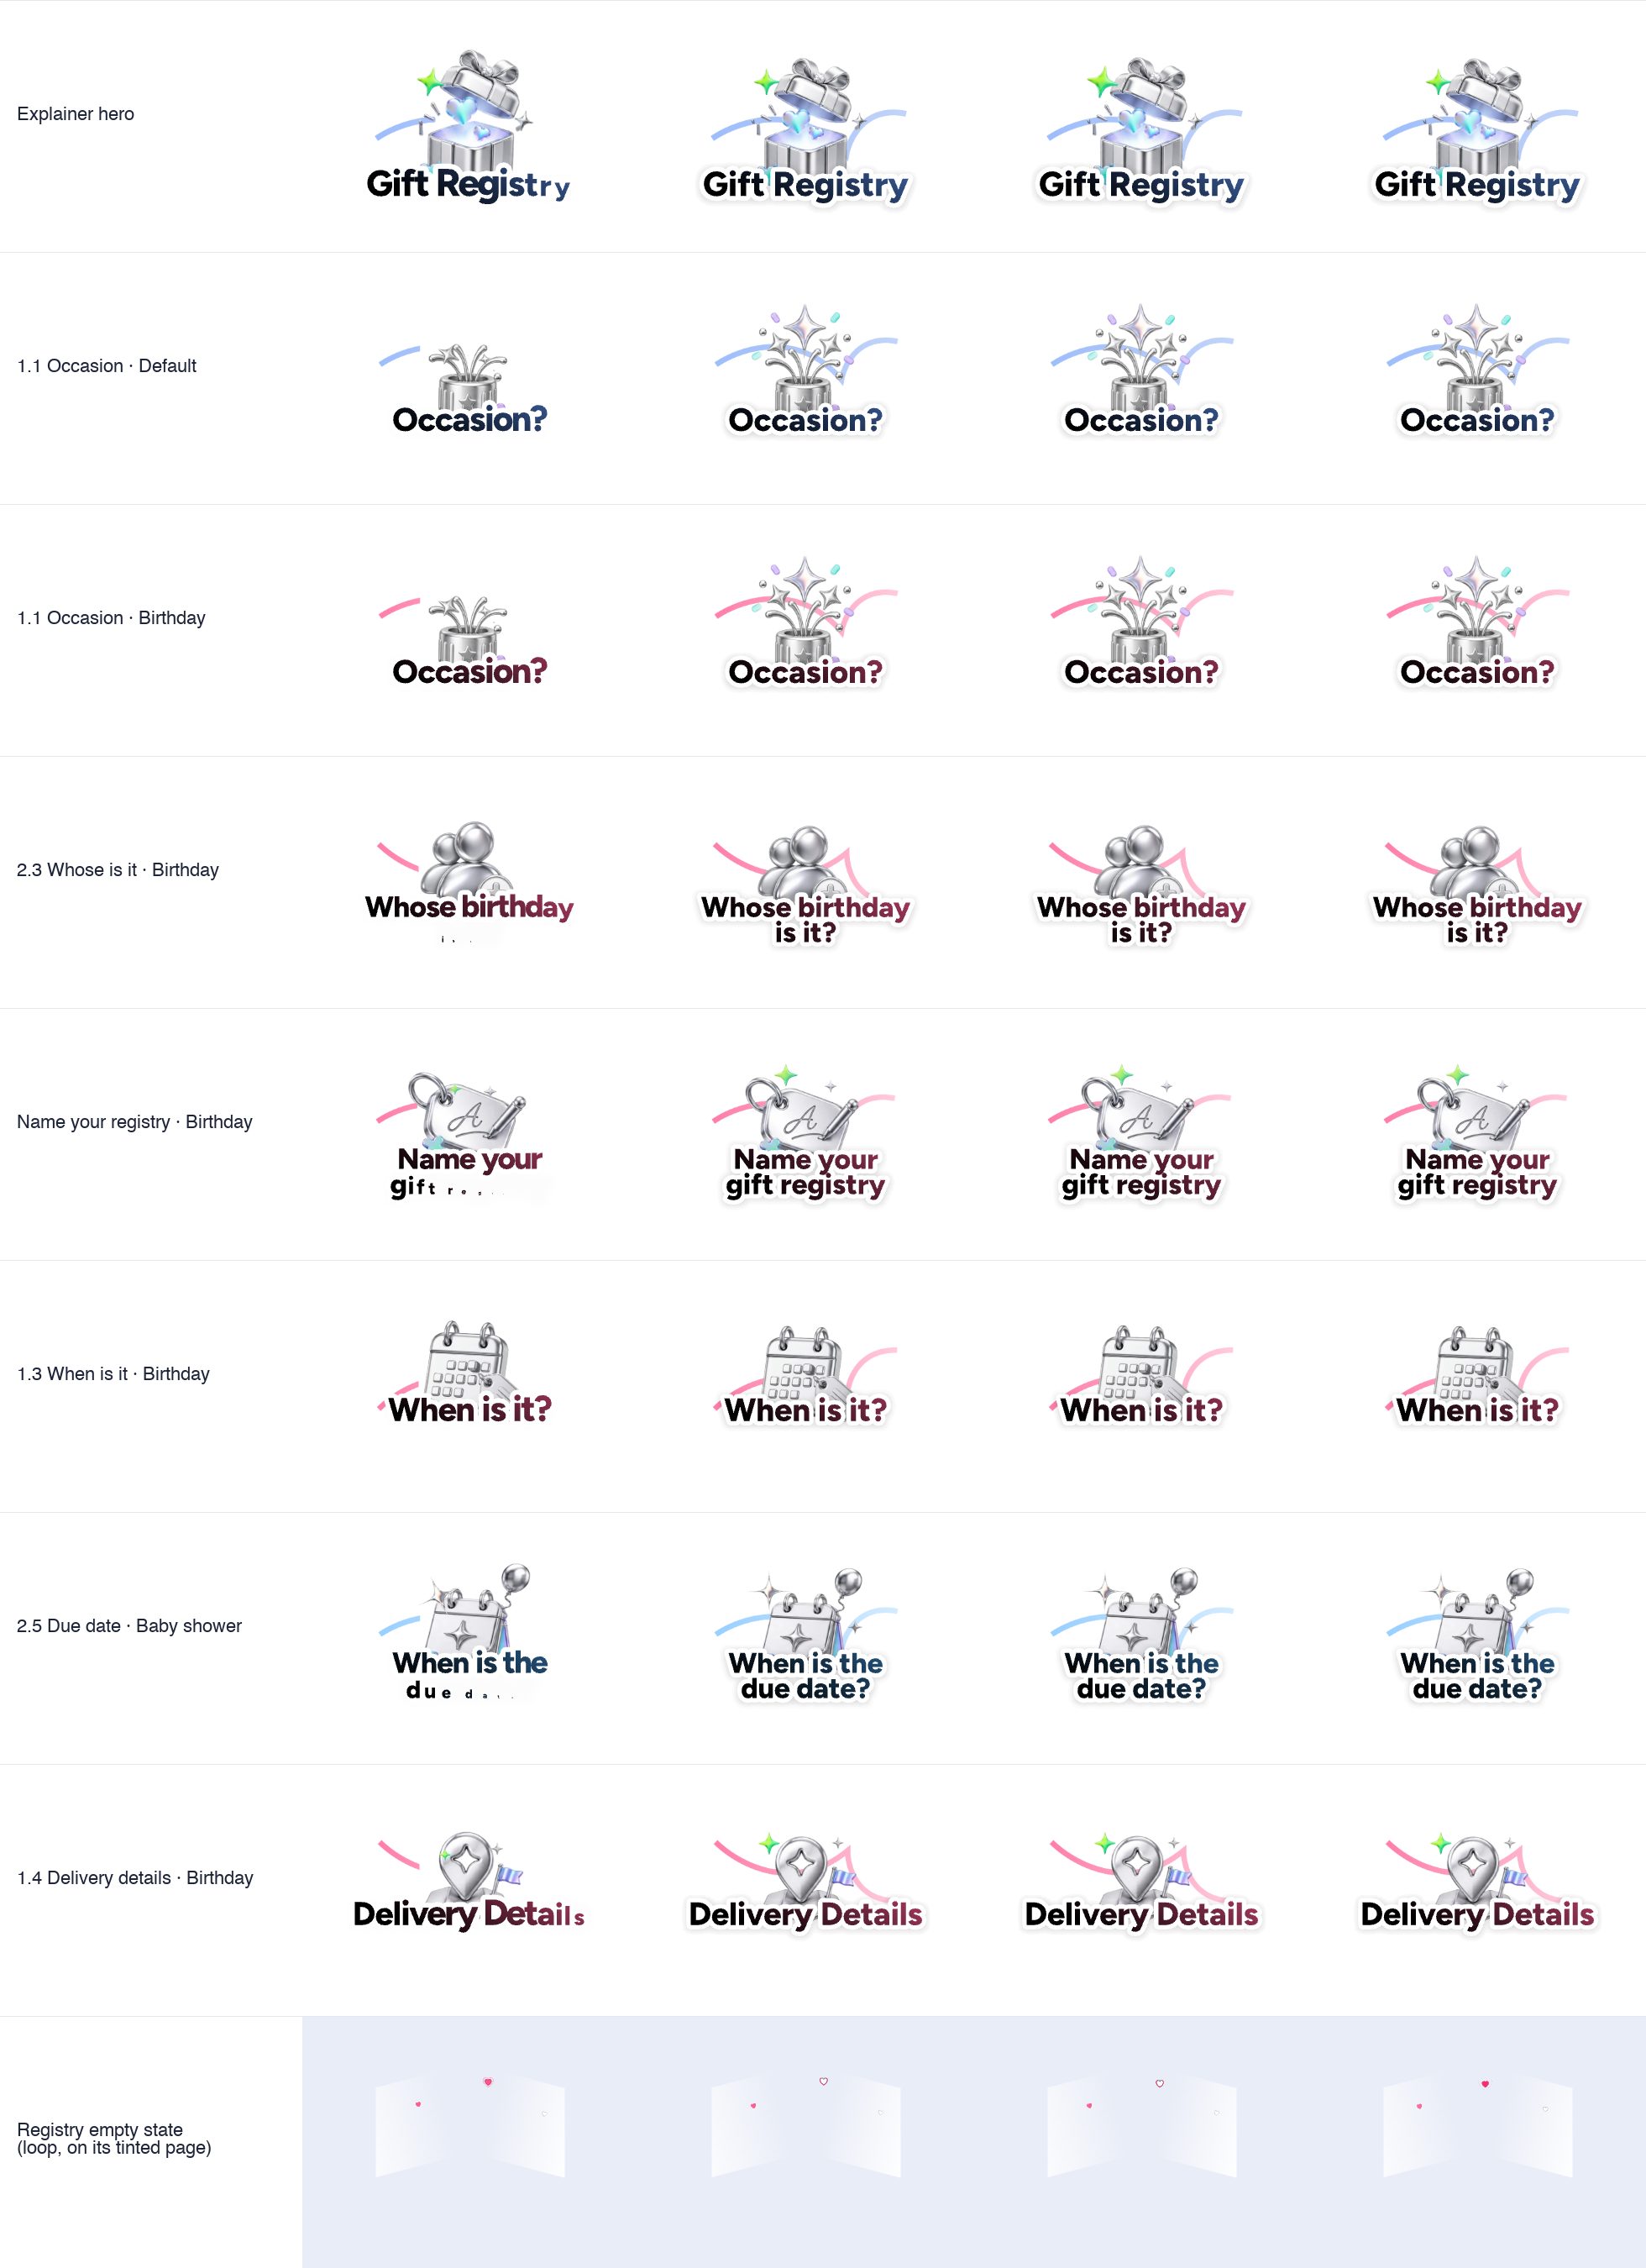 Explainer hero
Gift Registry
Gift Registry
Gift Registry
Gift Registry
1.1 Occasion · Default
Occasion?
Occasion?
Occasion?
Occasion?
1.1 Occasion · Birthday
Occasion?
Occasion?
Occasion?
Occasion?
2.3 Whose is it · Birthday
Whose birthday
Whose birthday
is it?
Whose birthday
is it?
Whose birthday
is it?
Name your registry · Birthday
A
Name your
gift
A
Name your
gift registry
A
Name your
gift registry
A
Name your
gift registry
1.3 When is it · Birthday
When is it?
When is it?
When is it?
When is it?
2.5 Due date · Baby shower
When is the
due
When is the
due date?
When is the
due date?
When is the
due date?
1.4 Delivery details · Birthday
Delivery Details
Delivery Details
Delivery Details
Delivery Details
Registry empty state
(loop, on its tinted page)